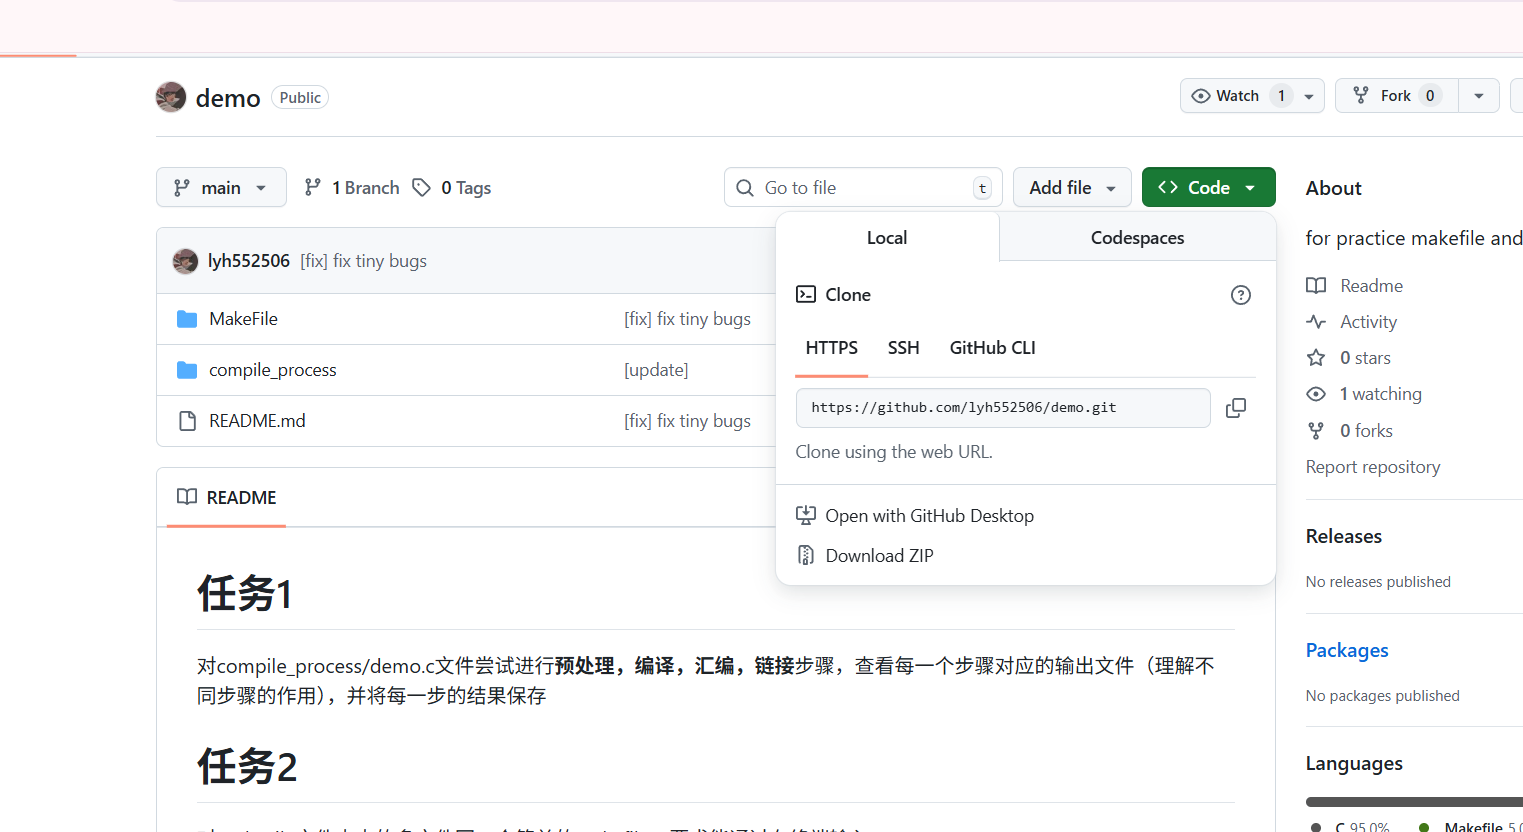 demo Public
Watch 1
Fork 0
main
1 Branch
0 Tags
Go to file t
Add file
Code
About
Local
Codespaces
for practice makefile and
lyh552506 [fix] fix tiny bugs
Clone
Readme
MakeFile [fix] fix tiny bugs
Activity
HTTPS SSH GitHub CLI
0 stars
compile_process [update]
1 watching
https://github.com/lyh552506/demo.git
README.md [fix] fix tiny bugs
0 forks
Clone using the web URL.
Report repository
README
Open with GitHub Desktop
Releases
Download ZIP
No releases published
任务1
Packages
对compile_process/demo.c文件尝试进行预处理，编译，汇编，链接步骤，查看每一个步骤对应的输出文件（理解不
同步骤的作用），并将每一步的结果保存
No packages published
任务2
Languages
C 95.0% Makefile